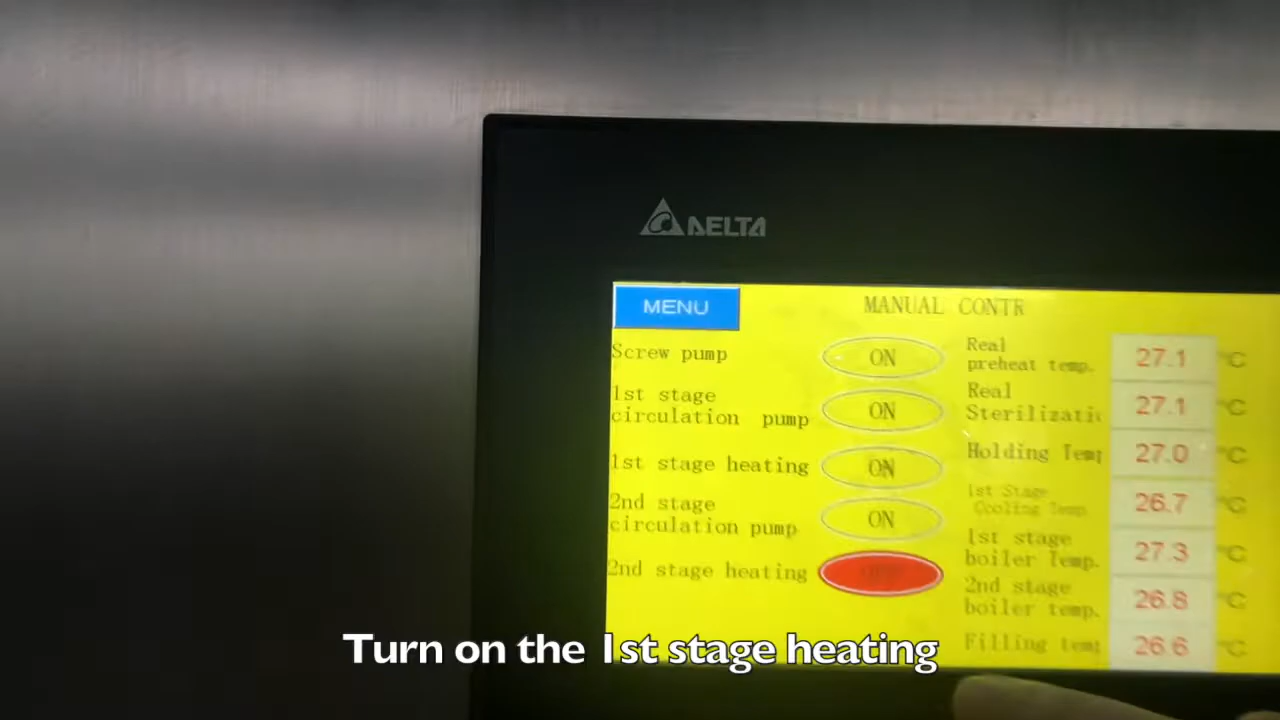 DELTA
MENU
MANUAL CONTR
Screw pump
ON
Real
preheat temp.
27.1
°C
1st stage
circulation pump
ON
Real
Sterilizatic
27.1
°C
1st stage heating
ON
Holding Temp
27.0
°C
2nd stage
circulation pump
ON
1st Stage
Cooling Temp
26.7
°C
2nd stage heating
1st stage
boiler Temp.
27.3
°C
2nd stage
boiler temp.
26.8
°C
Filling temp
26.6
°C
Turn on the 1st stage heating